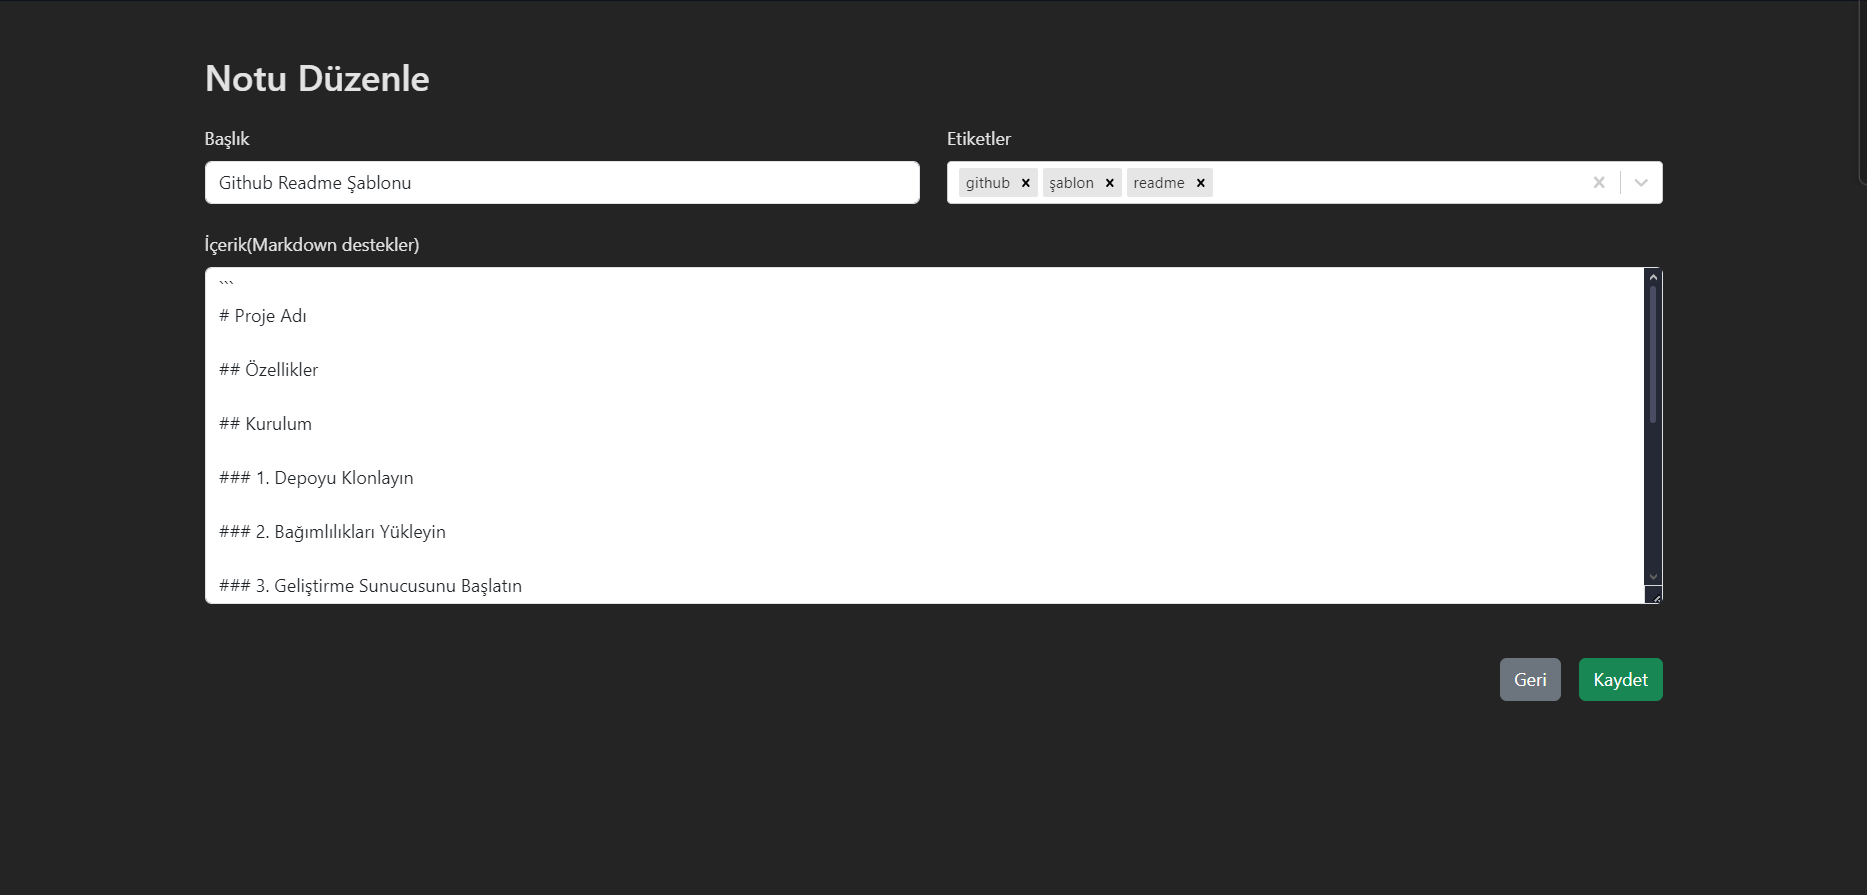 Notu Düzenle
Başlık
Github Readme Şablonu
Etiketler
github × şablon × readme ×
İçerik(Markdown destekler)
```
# Proje Adı
## Özellikler
## Kurulum
### 1. Depoyu Klonlayın
### 2. Bağımlılıkları Yükleyin
### 3. Geliştirme Sunucusunu Başlatın
Geri
Kaydet